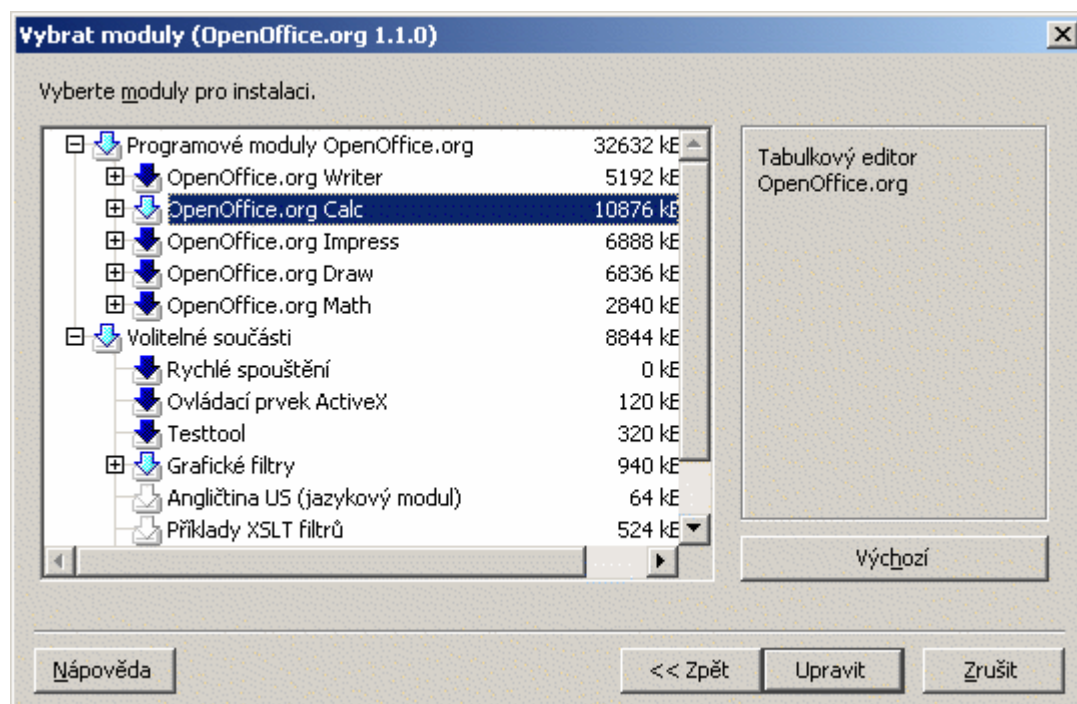 Vybrat moduly (OpenOffice.org 1.1.0)
Vyberte moduly pro instalaci.
Programové moduly OpenOffice.org 32632 kB
OpenOffice.org Writer 5192 kB
OpenOffice.org Calc 10876 kB
OpenOffice.org Impress 6888 kB
OpenOffice.org Draw 6836 kB
OpenOffice.org Math 2840 kB
Volitelné součásti 8844 kB
Rychlé spouštění 0 kB
Ovládací prvek ActiveX 120 kB
Testtool 320 kB
Grafické filtry 940 kB
Angličtina US (jazykový modul) 64 kB
Příklady XSLT filtrů 524 kB
Tabulkový editor
OpenOffice.org
Výchozí
Nápověda
<< Zpět
Upravit
Zrušit